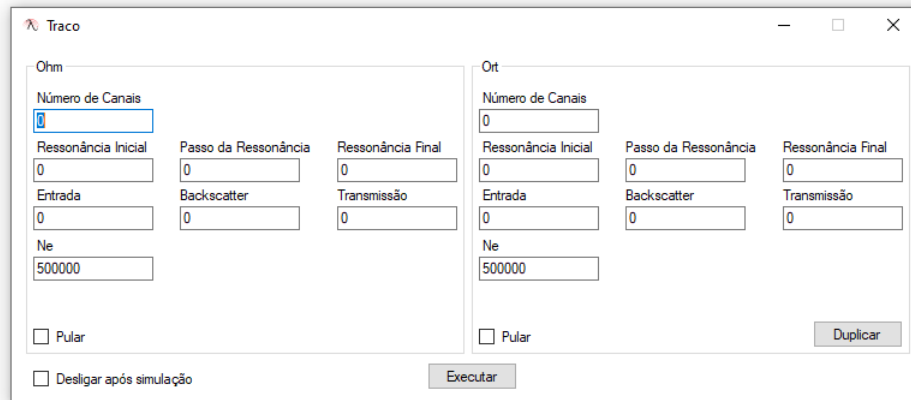 Traco
Ohm
Número de Canais
0
Ressonância Inicial Passo da Ressonância Ressonância Final
0 0 0
Entrada Backscatter Transmissão
0 0 0
Ne
500000
Pular
Ort
Número de Canais
0
Ressonância Inicial Passo da Ressonância Ressonância Final
0 0 0
Entrada Backscatter Transmissão
0 0 0
Ne
500000
Pular Duplicar
Desligar após simulação Executar